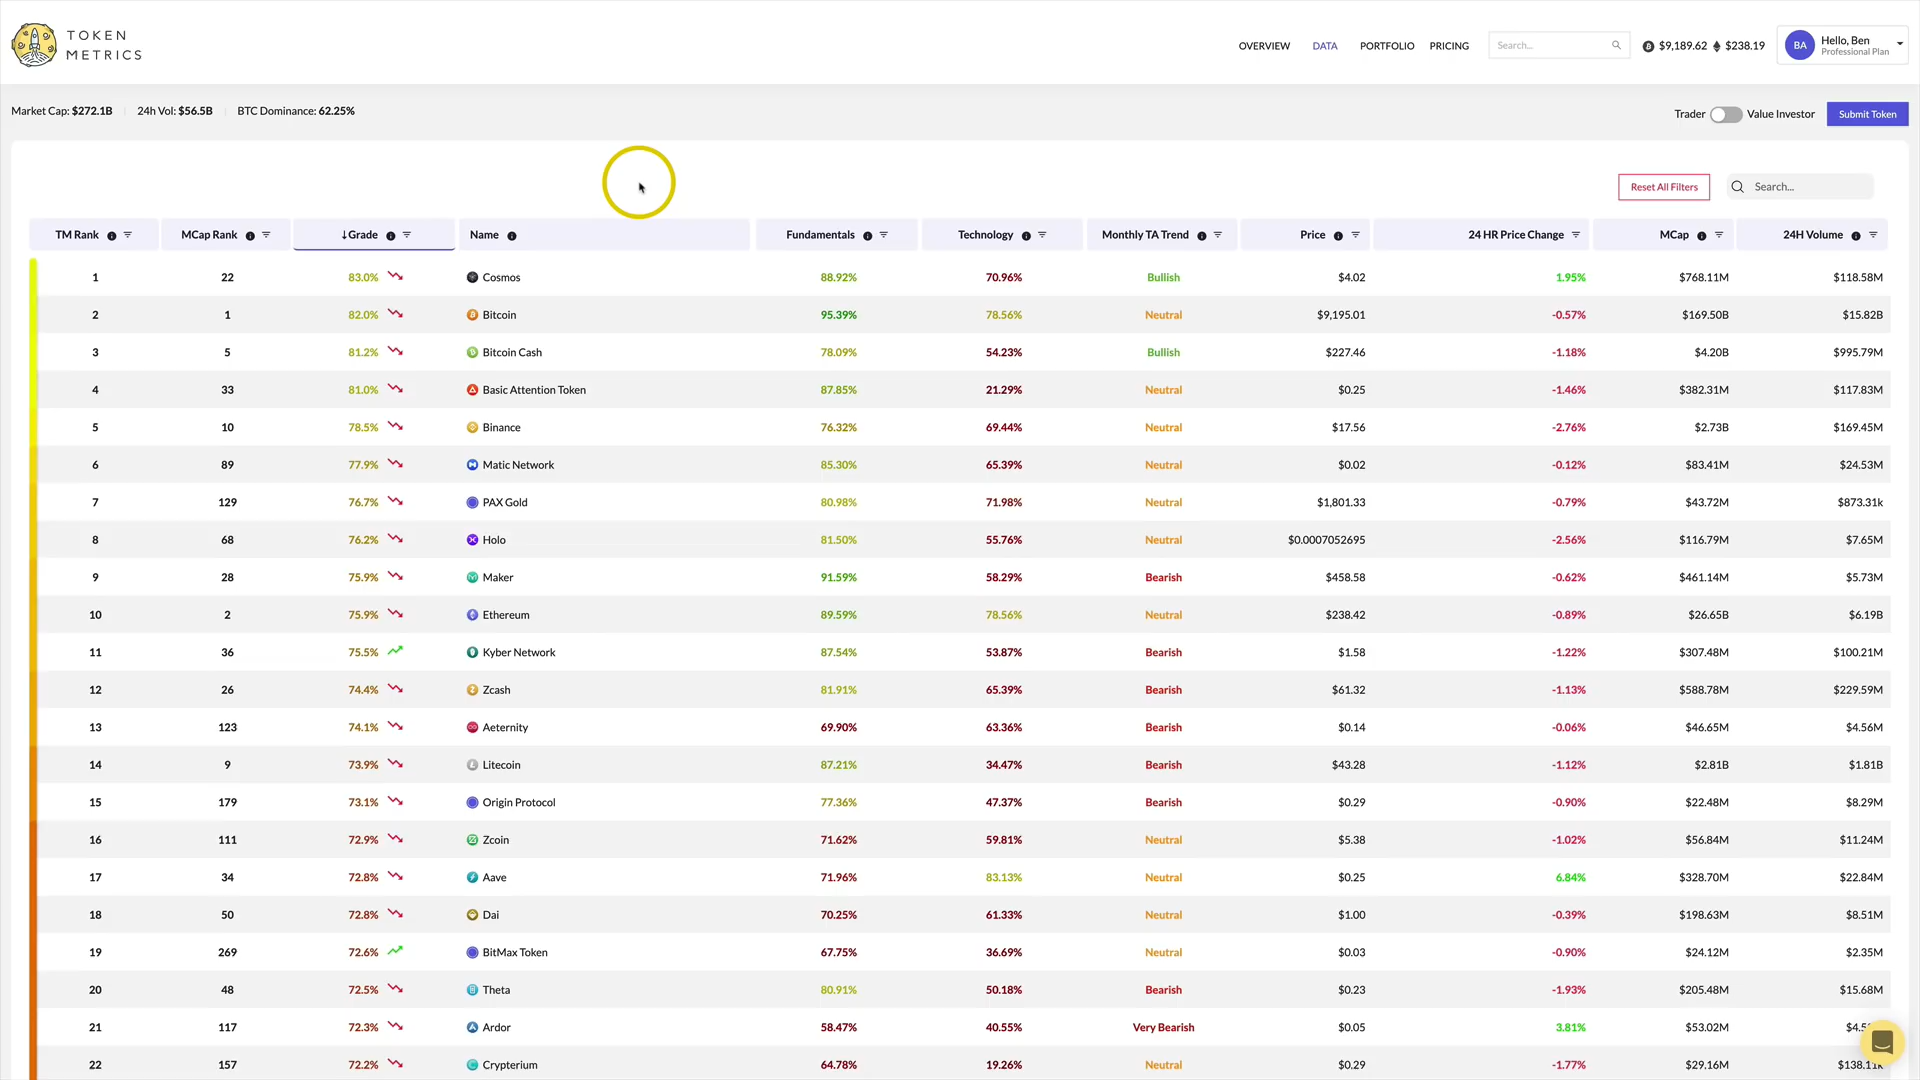 TOKEN
METRICS
OVERVIEW DATA PORTFOLIO PRICING Search... $9,189.62 $238.19 BA Hello, Ben
Professional Plan
Market Cap: $272.1B 24h Vol: $56.5B BTC Dominance: 62.25% Trader Value Investor Submit Token
Reset All Filters Search...
TM Rank MCap Rank ↓Grade Name Fundamentals Technology Monthly TA Trend Price 24 HR Price Change MCap 24H Volume
1 22 83.0% Cosmos 88.92% 70.96% Bullish $4.02 1.95% $768.11M $118.58M
2 1 82.0% Bitcoin 95.39% 78.56% Neutral $9,195.01 -0.57% $169.50B $15.82B
3 5 81.2% Bitcoin Cash 78.09% 54.23% Bullish $227.46 -1.18% $4.20B $995.79M
4 33 81.0% Basic Attention Token 87.85% 21.29% Neutral $0.25 -1.46% $382.31M $117.83M
5 10 78.5% Binance 76.32% 69.44% Neutral $17.56 -2.76% $2.73B $169.45M
6 89 77.9% Matic Network 85.30% 65.39% Neutral $0.02 -0.12% $83.41M $24.53M
7 129 76.7% PAX Gold 80.98% 71.98% Neutral $1,801.33 -0.79% $43.72M $873.31k
8 68 76.2% Holo 81.50% 55.76% Neutral $0.0007052695 -2.56% $116.79M $7.65M
9 28 75.9% Maker 91.59% 58.29% Bearish $458.58 -0.62% $461.14M $5.73M
10 2 75.9% Ethereum 89.59% 78.56% Neutral $238.42 -0.89% $26.65B $6.19B
11 36 75.5% Kyber Network 87.54% 53.87% Bearish $1.58 -1.22% $307.48M $100.21M
12 26 74.4% Zcash 81.91% 65.39% Bearish $61.32 -1.13% $588.78M $229.59M
13 123 74.1% Aeternity 69.90% 63.36% Bearish $0.14 -0.06% $46.65M $4.56M
14 9 73.9% Litecoin 87.21% 34.47% Bearish $43.28 -1.12% $2.81B $1.81B
15 179 73.1% Origin Protocol 77.36% 47.37% Bearish $0.29 -0.90% $22.48M $8.29M
16 111 72.9% Zcoin 71.62% 59.81% Neutral $5.38 -1.02% $56.84M $11.24M
17 34 72.8% Aave 71.96% 83.13% Neutral $0.25 6.84% $328.70M $22.84M
18 50 72.8% Dai 70.25% 61.33% Neutral $1.00 -0.39% $198.63M $8.51M
19 269 72.6% BitMax Token 67.75% 36.69% Neutral $0.03 -0.90% $24.12M $2.35M
20 48 72.5% Theta 80.91% 50.18% Bearish $0.23 -1.93% $205.48M $15.68M
21 117 72.3% Ardor 58.47% 40.55% Very Bearish $0.05 3.81% $53.02M
22 157 72.2% Crypterium 64.78% 19.26% Neutral $0.29 -1.77% $29.16M